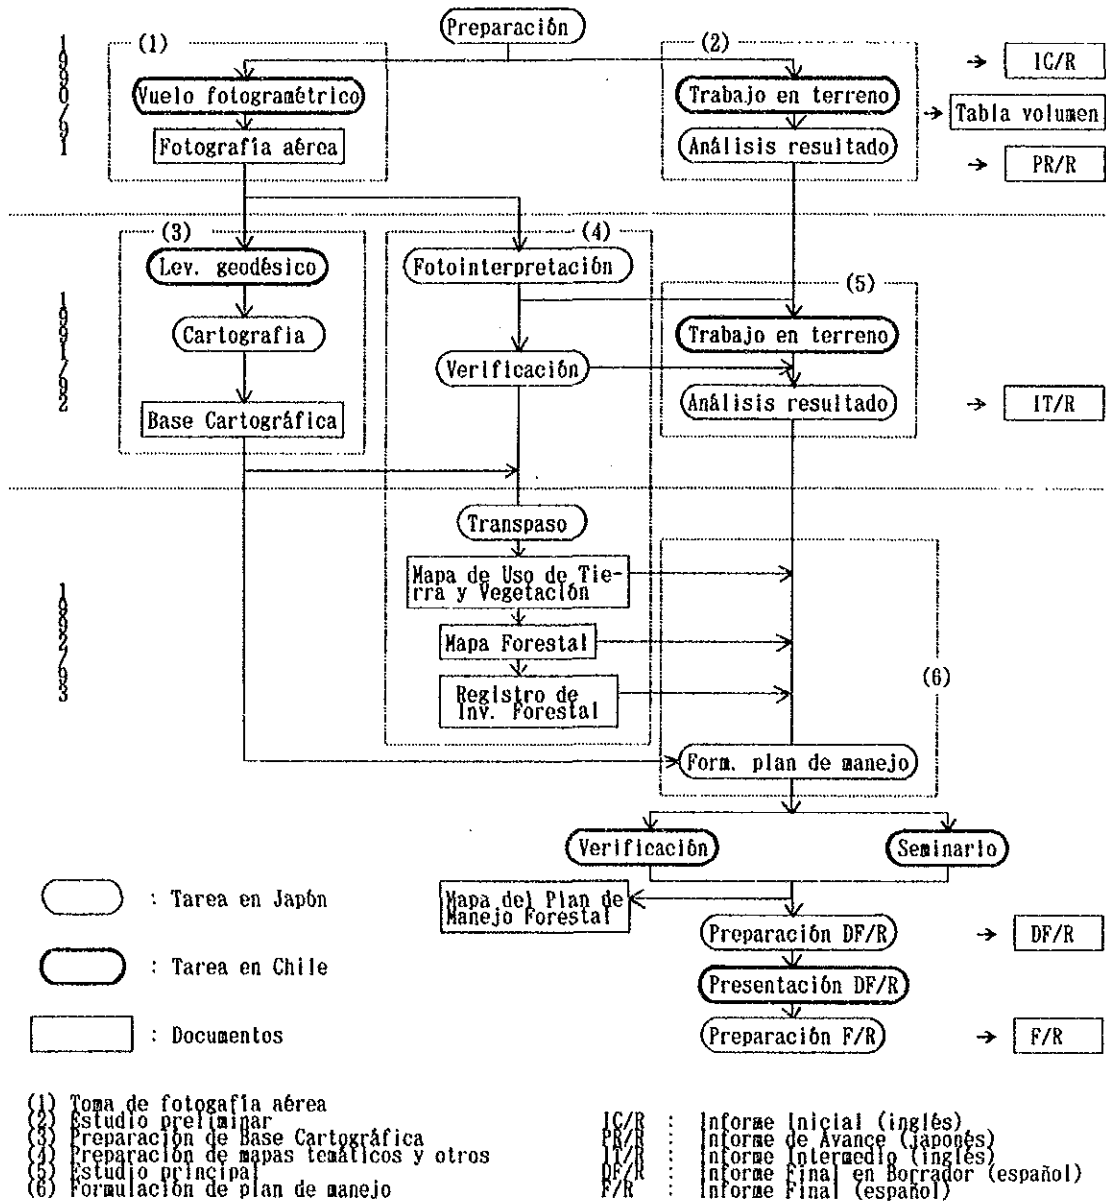 Preparación
1990/91
(1)
(2)
Vuelo fotogramétrico
Fotografía aérea
Trabajo en terreno
Análisis resultado
→ IC/R
→ Tabla volumen
→ PR/R
1991/92
(3)
Lev. geodésico
Cartografía
Base Cartográfica
(4)
Fotointerpretación
Verificación
(5)
Trabajo en terreno
Análisis resultado
→ IT/R
1992/93
Transpaso
Mapa de Uso de Tie-
rra y Vegetación
Mapa Forestal
Registro de
Inv. Forestal
(6)
Form. plan de manejo
Verificación
Seminario
Mapa del Plan de
Manejo Forestal
Preparación DF/R
→ DF/R
Presentación DF/R
Preparación F/R
→ F/R
: Tarea en Japón
: Tarea en Chile
: Documentos
(1) Toma de fotogafía aérea
(2) Estudio preliminar
(3) Preparación de Base Cartográfica
(4) Preparación de mapas temáticos y otros
(5) Estudio principal
(6) Formulación de plan de manejo
IC/R : Informe Inicial (inglés)
PR/R : Informe de Avance (japonés)
IT/R : Informe Intermedio (inglés)
DF/R : Informe Final en Borrador (español)
F/R : Informe Final (español)